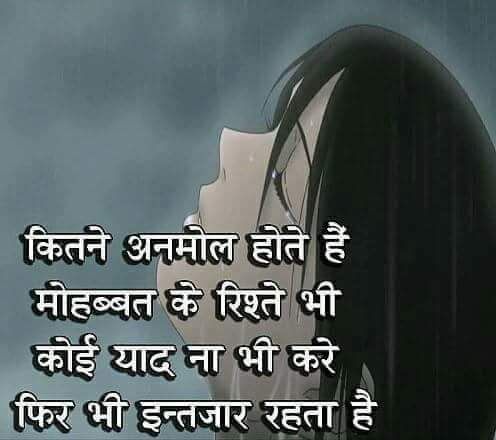 कितने अनमोल होते हैं
मोहब्बत के रिश्ते भी
कोई याद ना भी करे
फिर भी इन्तजार रहता है